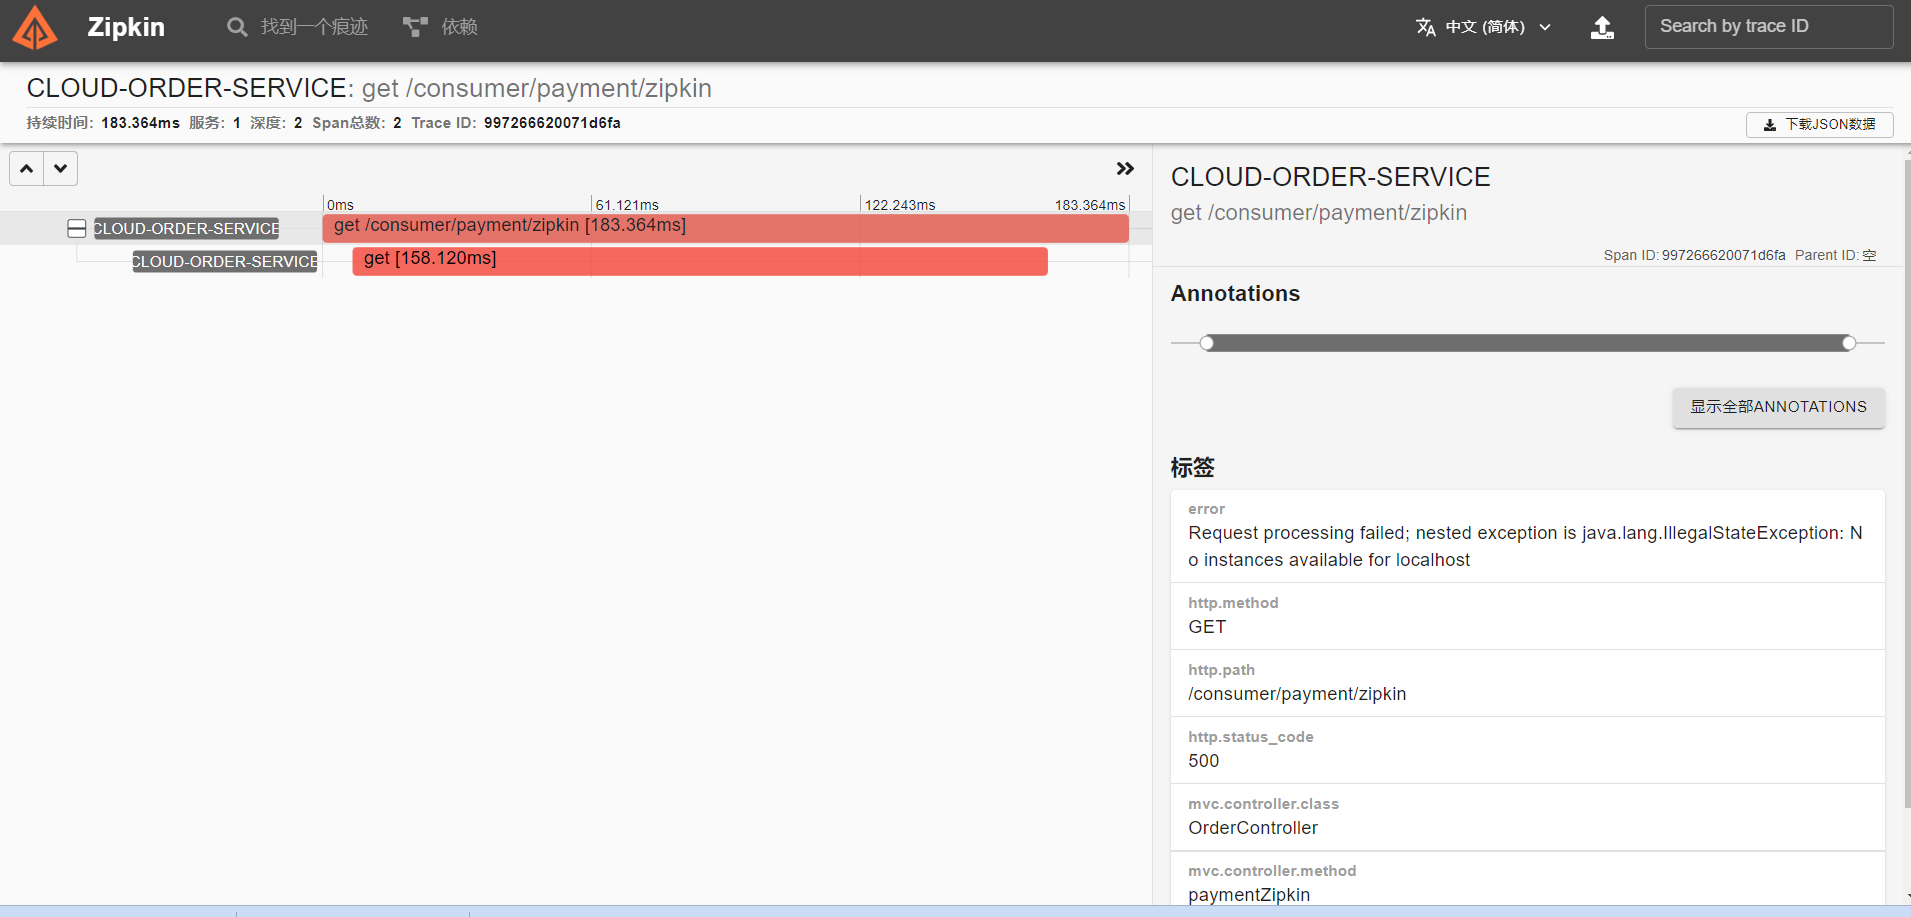 Zipkin
找到一个痕迹
依赖
中文 (简体)
Search by trace ID
CLOUD-ORDER-SERVICE: get /consumer/payment/zipkin
持续时间: 183.364ms 服务: 1 深度: 2 Span总数: 2 Trace ID: 997266620071d6fa
下载JSON数据
0ms 61.121ms 122.243ms 183.364ms
CLOUD-ORDER-SERVICE get /consumer/payment/zipkin [183.364ms]
CLOUD-ORDER-SERVICE get [158.120ms]
CLOUD-ORDER-SERVICE
get /consumer/payment/zipkin
Span ID: 997266620071d6fa Parent ID: 空
Annotations
显示全部ANNOTATIONS
标签
error
Request processing failed; nested exception is java.lang.IllegalStateException: N
o instances available for localhost
http.method
GET
http.path
/consumer/payment/zipkin
http.status_code
500
mvc.controller.class
OrderController
mvc.controller.method
paymentZipkin